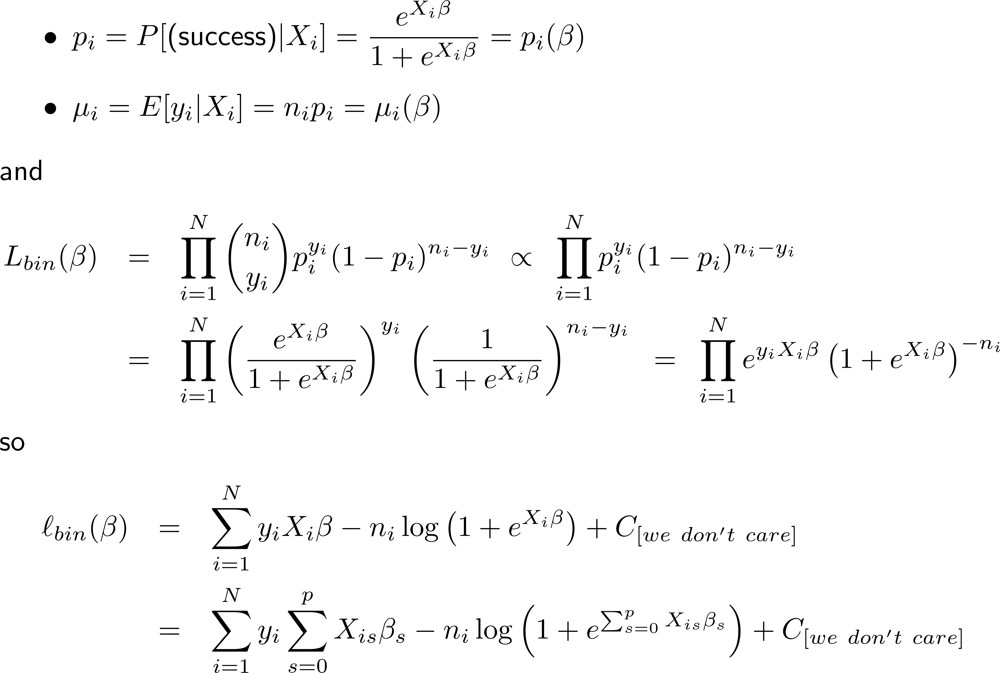 • $p_i = P[(\text{success})|X_i] = \dfrac{e^{X_i\beta}}{1 + e^{X_i\beta}} = p_i(\beta)$
• $\mu_i = E[y_i|X_i] = n_i p_i = \mu_i(\beta)$
and
$L_{bin}(\beta) = \prod_{i=1}^{N} \binom{n_i}{y_i} p_i^{y_i}(1 - p_i)^{n_i - y_i} \propto \prod_{i=1}^{N} p_i^{y_i}(1 - p_i)^{n_i - y_i}$
$= \prod_{i=1}^{N} \left(\dfrac{e^{X_i\beta}}{1 + e^{X_i\beta}}\right)^{y_i} \left(\dfrac{1}{1 + e^{X_i\beta}}\right)^{n_i - y_i} = \prod_{i=1}^{N} e^{y_i X_i\beta} \left(1 + e^{X_i\beta}\right)^{-n_i}$
so
$\ell_{bin}(\beta) = \sum_{i=1}^{N} y_i X_i\beta - n_i \log\left(1 + e^{X_i\beta}\right) + C_{[we\ don't\ care]}$
$= \sum_{i=1}^{N} y_i \sum_{s=0}^{p} X_{is}\beta_s - n_i \log\left(1 + e^{\sum_{s=0}^{p} X_{is}\beta_s}\right) + C_{[we\ don't\ care]}$